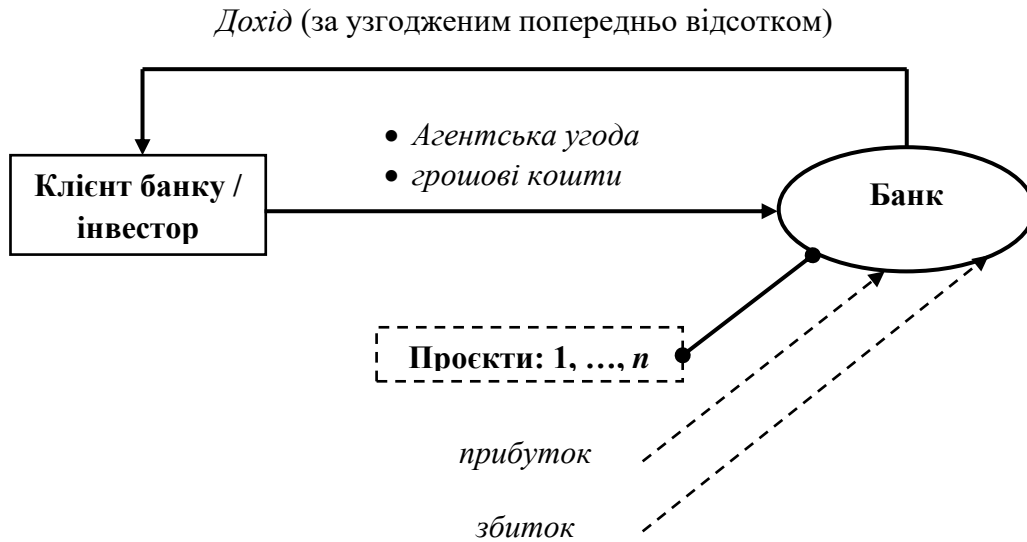 Дохід (за узгодженим попередньо відсотком)
• Агентська угода
• грошові кошти
Клієнт банку /
інвестор
Банк
Проєкти: 1, …, n
прибуток
збиток